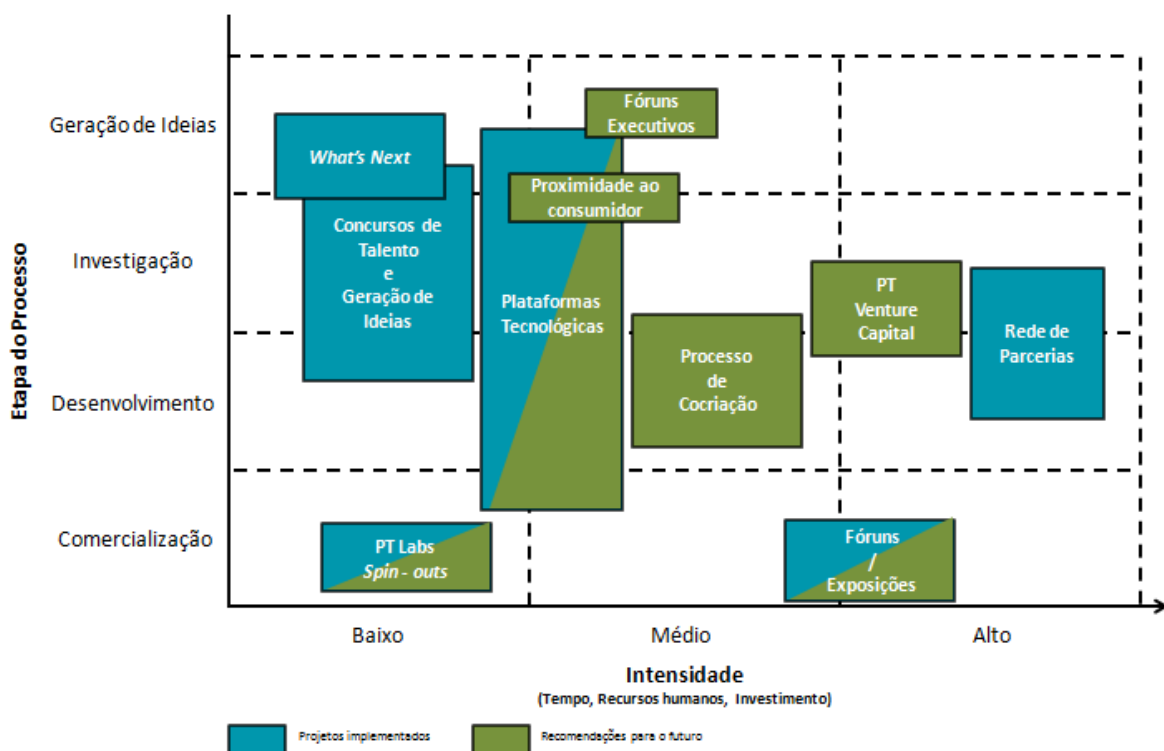 Geração de Ideias
Fóruns
Executivos
What's Next
Proximidade ao
consumidor
Concursos de
Talento
e
Geração de
Ideias
Investigação
Plataformas
Tecnológicas
PT
Venture
Capital
Rede de
Parcerias
Processo
de
Cocriação
Desenvolvimento
Etapa do Processo
Comercialização
PT Labs
Spin - outs
Fóruns
/
Exposições
Baixo
Médio
Alto
Intensidade
(Tempo, Recursos humanos, Investimento)
Projetos implementados
Recomendações para o futuro